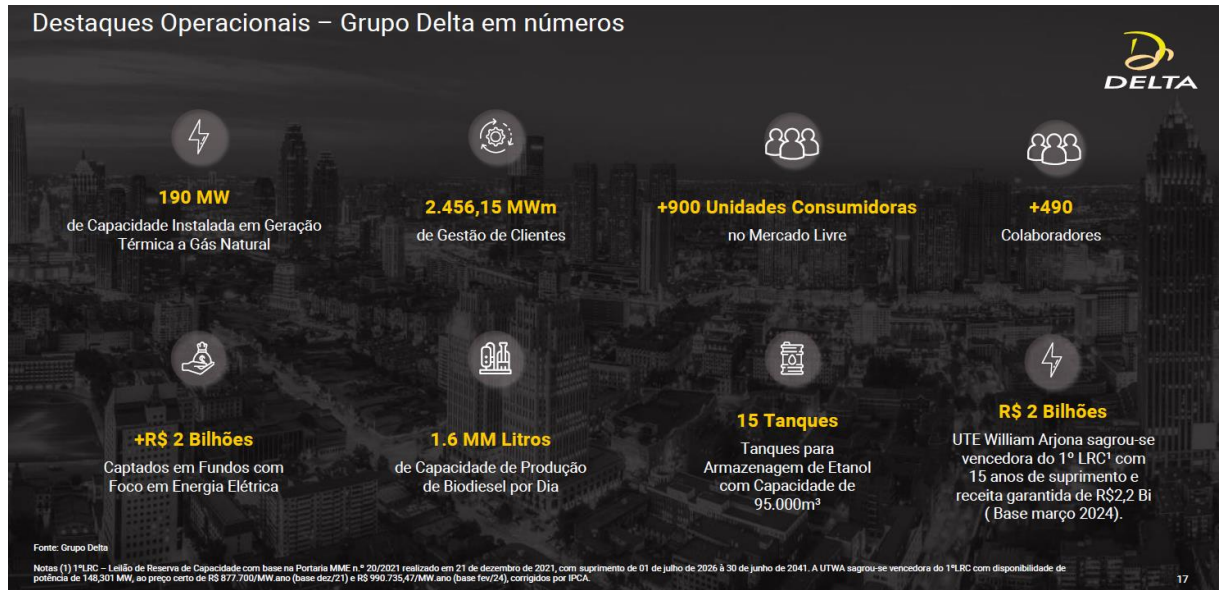 Destaques Operacionais – Grupo Delta em números
DELTA
190 MW
de Capacidade Instalada em Geração
Térmica a Gás Natural
2.456,15 MWm
de Gestão de Clientes
+900 Unidades Consumidoras
no Mercado Livre
+490
Colaboradores
+R$ 2 Bilhões
Captados em Fundos com
Foco em Energia Elétrica
1.6 MM Litros
de Capacidade de Produção
de Biodiesel por Dia
15 Tanques
Tanques para
Armazenagem de Etanol
com Capacidade de
95.000m³
R$ 2 Bilhões
UTE William Arjona sagrou-se
vencedora do 1º LRC¹ com
15 anos de suprimento e
receita garantida de R$2,2 Bi
( Base março 2024).
Fonte: Grupo Delta
Notas (1) 1ºLRC – Leilão de Reserva de Capacidade com base na Portaria MME n.º 20/2021 realizado em 21 de dezembro de 2021, com suprimento de 01 de julho de 2026 à 30 de junho de 2041. A UTWA sagrou-se vencedora do 1ºLRC com disponibilidade de
potência de 148,301 MW, ao preço certo de R$ 877.700/MW.ano (base dez/21) e R$ 990.735,47/MW.ano (base fev/24), corrigidos por IPCA.
17